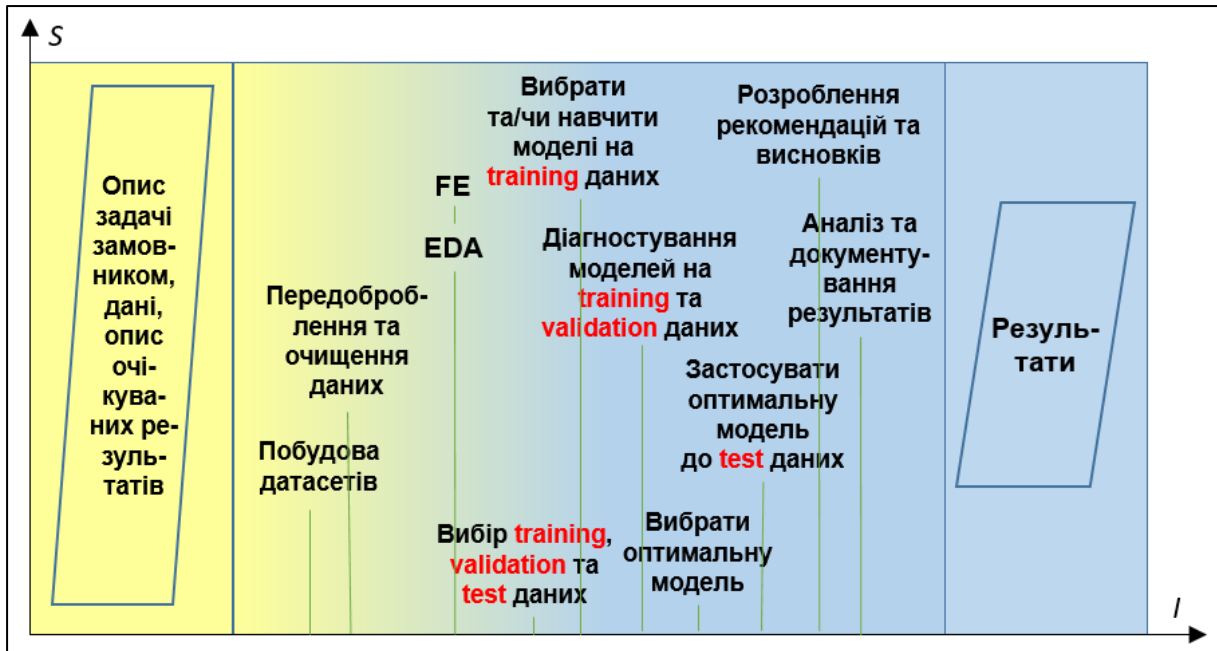 S
Опис
задачі
замов-
ником,
дані,
опис
очі-
кува-
них ре-
зуль-
татів
Побудова
датасетів
Передоброб-
лення та
очищення
даних
FE
EDA
Вибір training,
validation та
test даних
Вибрати
та/чи навчити
моделі на
training даних
Діагностування
моделей на
training та
validation даних
Вибрати
оптимальну
модель
Застосувати
оптимальну
модель
до test даних
Розроблення
рекомендацій та
висновків
Аналіз та
документу-
вання
результатів
Резуль-
тати
I